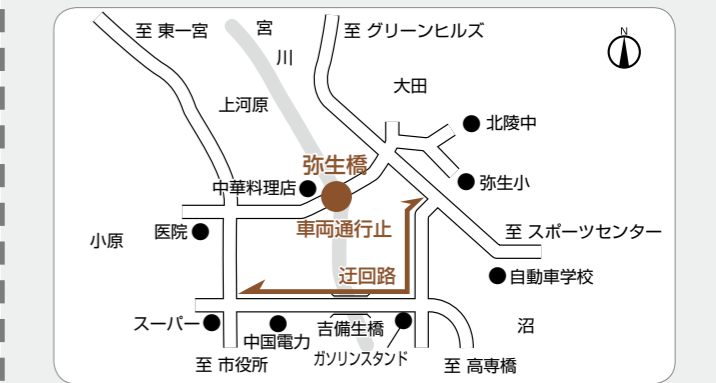 至 東一宮
宮川
至 グリーンヒルズ
N
大田
上河原
北陵中
弥生橋
中華料理店
弥生小
車両通行止
至 スポーツセンター
小原
医院
迂回路
自動車学校
スーパー
中国電力
吉備生橋
ガソリンスタンド
沼
至 市役所
至 高専橋